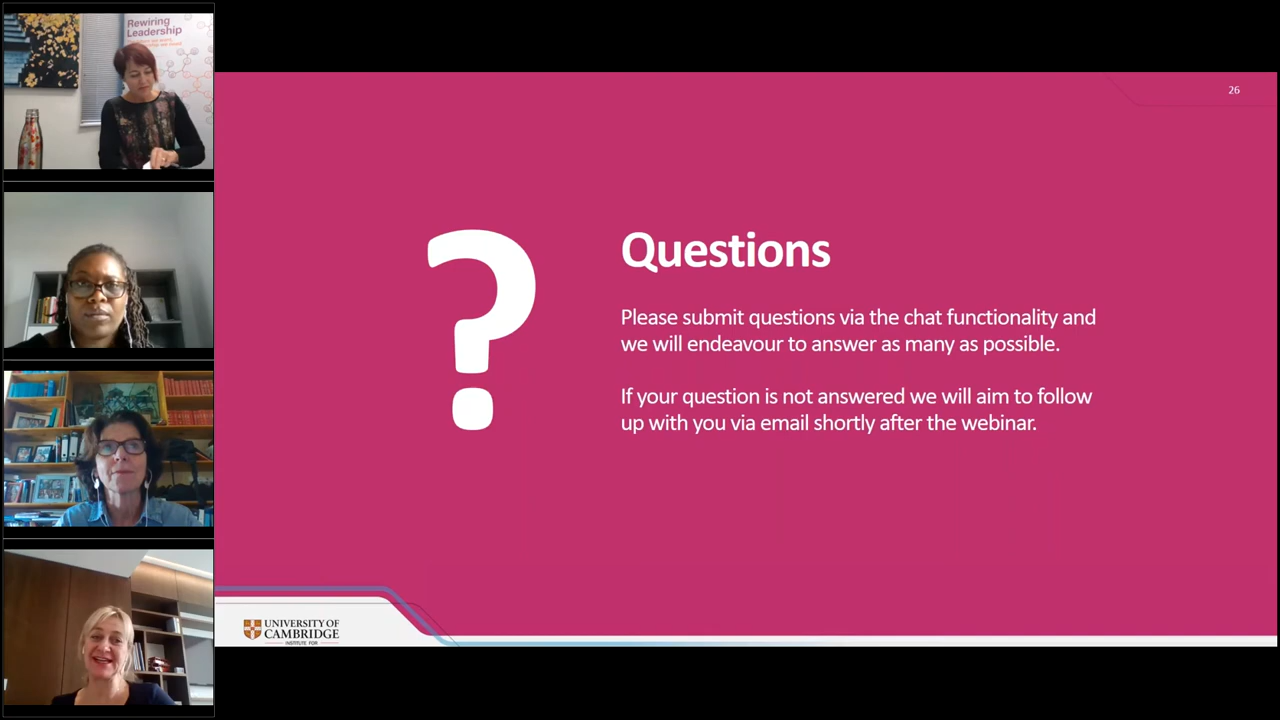 Rewiring
Leadership
26
?
Questions
Please submit questions via the chat functionality and
we will endeavour to answer as many as possible.
If your question is not answered we will aim to follow
up with you via email shortly after the webinar.
UNIVERSITY OF
CAMBRIDGE
INSTITUTE FOR